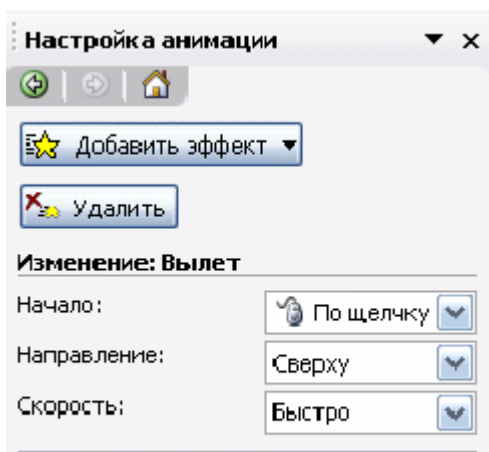 Настройка анимации
Добавить эффект
Удалить
Изменение: Вылет
Начало: По щелчку
Направление: Сверху
Скорость: Быстро